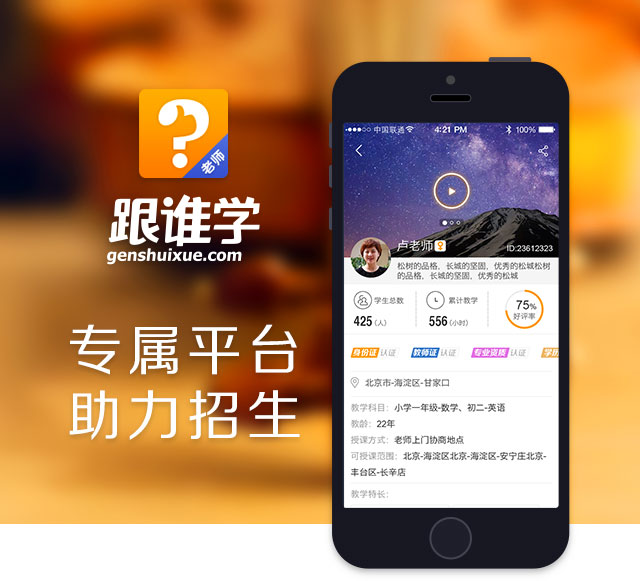 老师
跟谁学
genshuixue.com
专属平台
助力招生
中国联通 4:21 PM 100%
卢老师 ID:23612323
松树的品格，长城的坚固，优秀的松城松树
的品格，长城的坚固，优秀的松城
学生总数
425(人)
累计教学
556(小时)
75%
好评率
身份证 认证 教师证 认证 专业资质 认证 学历
北京市-海淀区-甘家口
教学科目：小学一年级-数学、初二-英语
教龄：22年
授课方式：老师上门协商地点
可授课范围：北京-海淀区北京-海淀区-安宁庄北京-
丰台区-长辛店
教学特长：